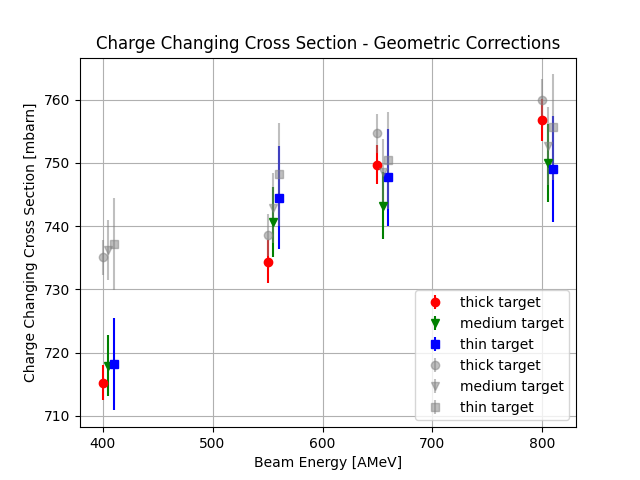 Charge Changing Cross Section - Geometric Corrections
Charge Changing Cross Section [mbarn]
760
750
740
730
720
710
400
500
600
700
800
Beam Energy [AMeV]
thick target
medium target
thin target
thick target
medium target
thin target